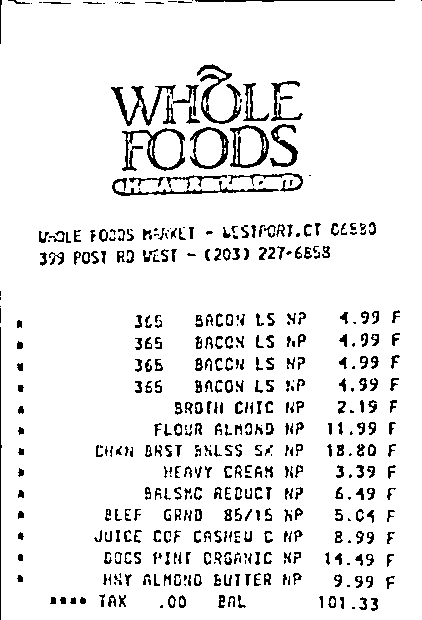 WHOLE
FOODS
MARKET
WHOLE FOODS MARKET - WESTPORT,CT 06880
399 POST RD WEST - (203) 227-6858
365 BACON LS NP 4.99 F
365 BACON LS NP 4.99 F
365 BACON LS NP 4.99 F
365 BACON LS NP 4.99 F
BROTH CHIC NP 2.19 F
FLOUR ALMOND NP 11.99 F
CHKN BRST BNLSS SK NP 18.80 F
HEAVY CREAM NP 3.39 F
BALSMC REDUCT NP 6.49 F
BEEF GRND 85/15 NP 5.04 F
JUICE COF CASHEW C NP 8.99 F
DOCS PINT ORGANIC NP 14.49 F
HNY ALMOND BUTTER NP 9.99 F
**** TAX .00 BAL 101.33